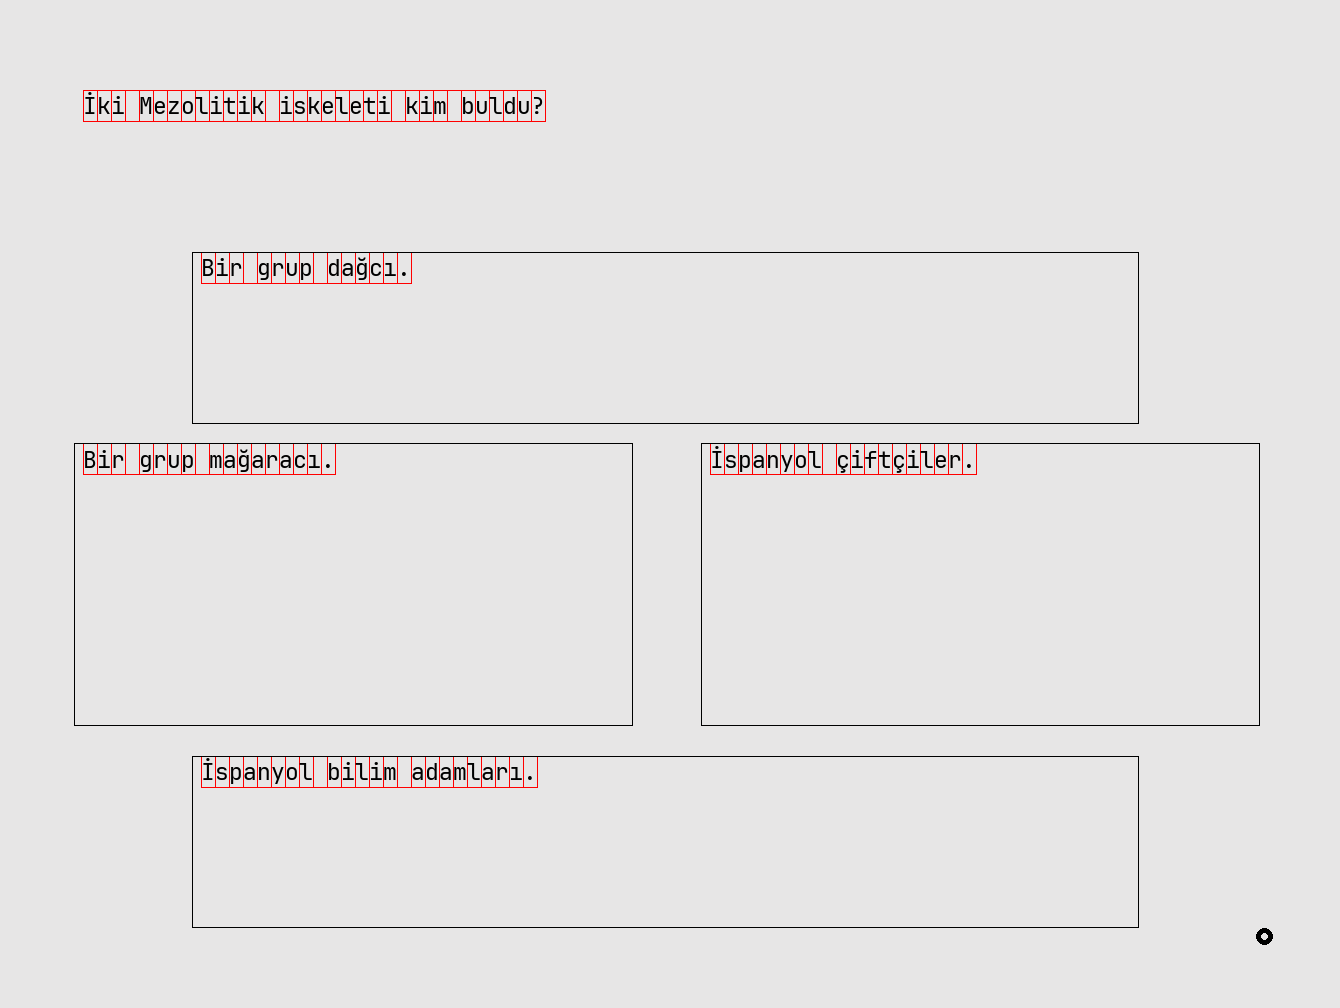 İki Mezolitik iskeleti kim buldu?
Bir grup dağcı.
Bir grup mağaracı.
İspanyol çiftçiler.
İspanyol bilim adamları.